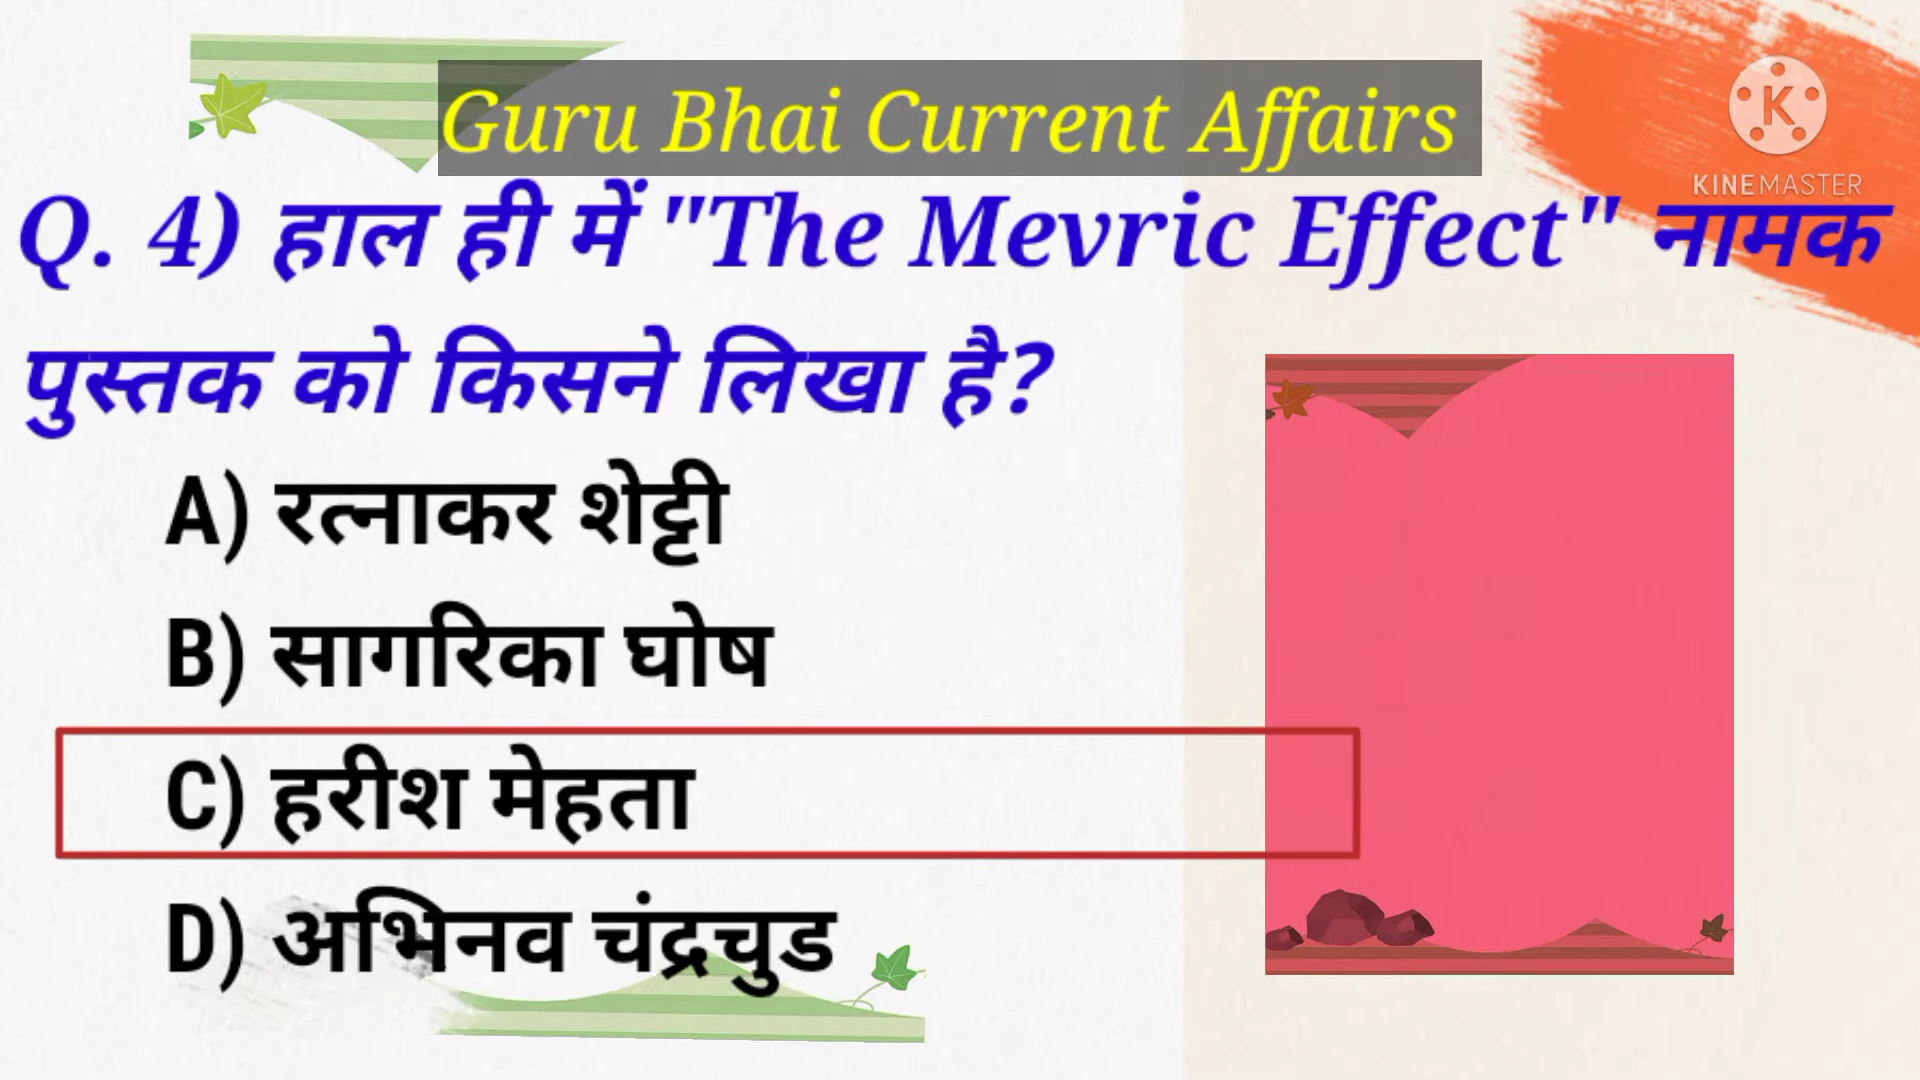 Guru Bhai Current Affairs
K
KINEMASTER
Q. 4) हाल ही में "The Mevric Effect" नामक
पुस्तक को किसने लिखा है?
A) रत्नाकर शेट्टी
B) सागरिका घोष
C) हरीश मेहता
D) अभिनव चंद्रचुड